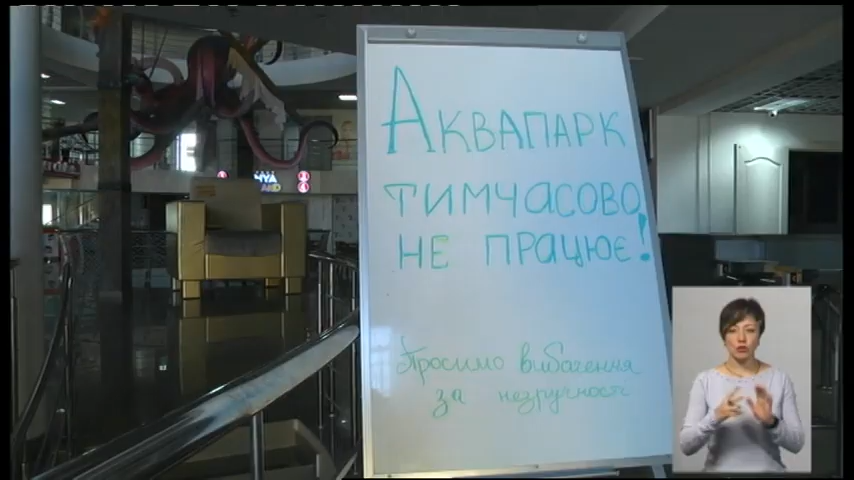 АКВАПАРК
ТИМЧАСОВО
НЕ ПРАЦЮЄ!
Просимо вибачення
за незручності